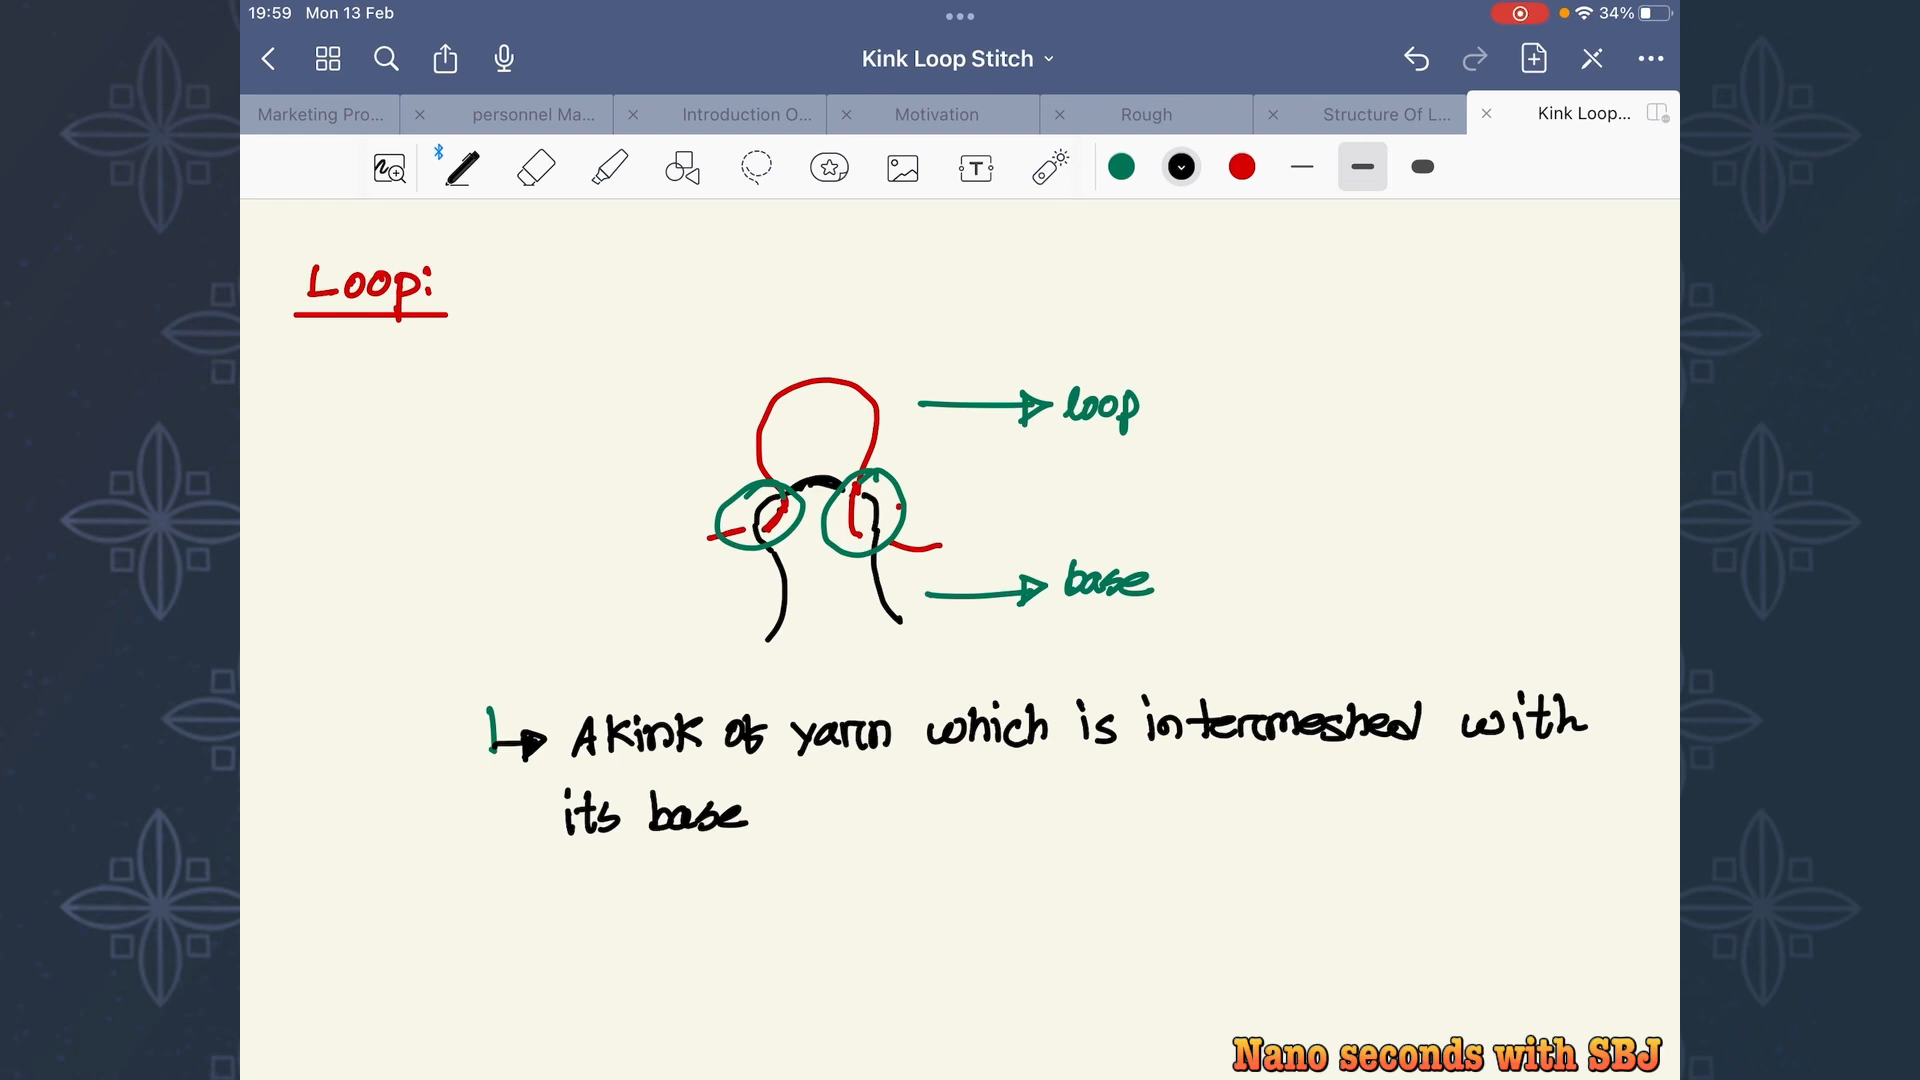 19:59 Mon 13 Feb
34%
Kink Loop Stitch
Marketing Pro...
personnel Ma...
Introduction O...
Motivation
Rough
Structure Of L...
Kink Loop...
T
Loop:
loop
base
A kink of yarn which is intermeshed with
its base
Nano seconds with SBJ